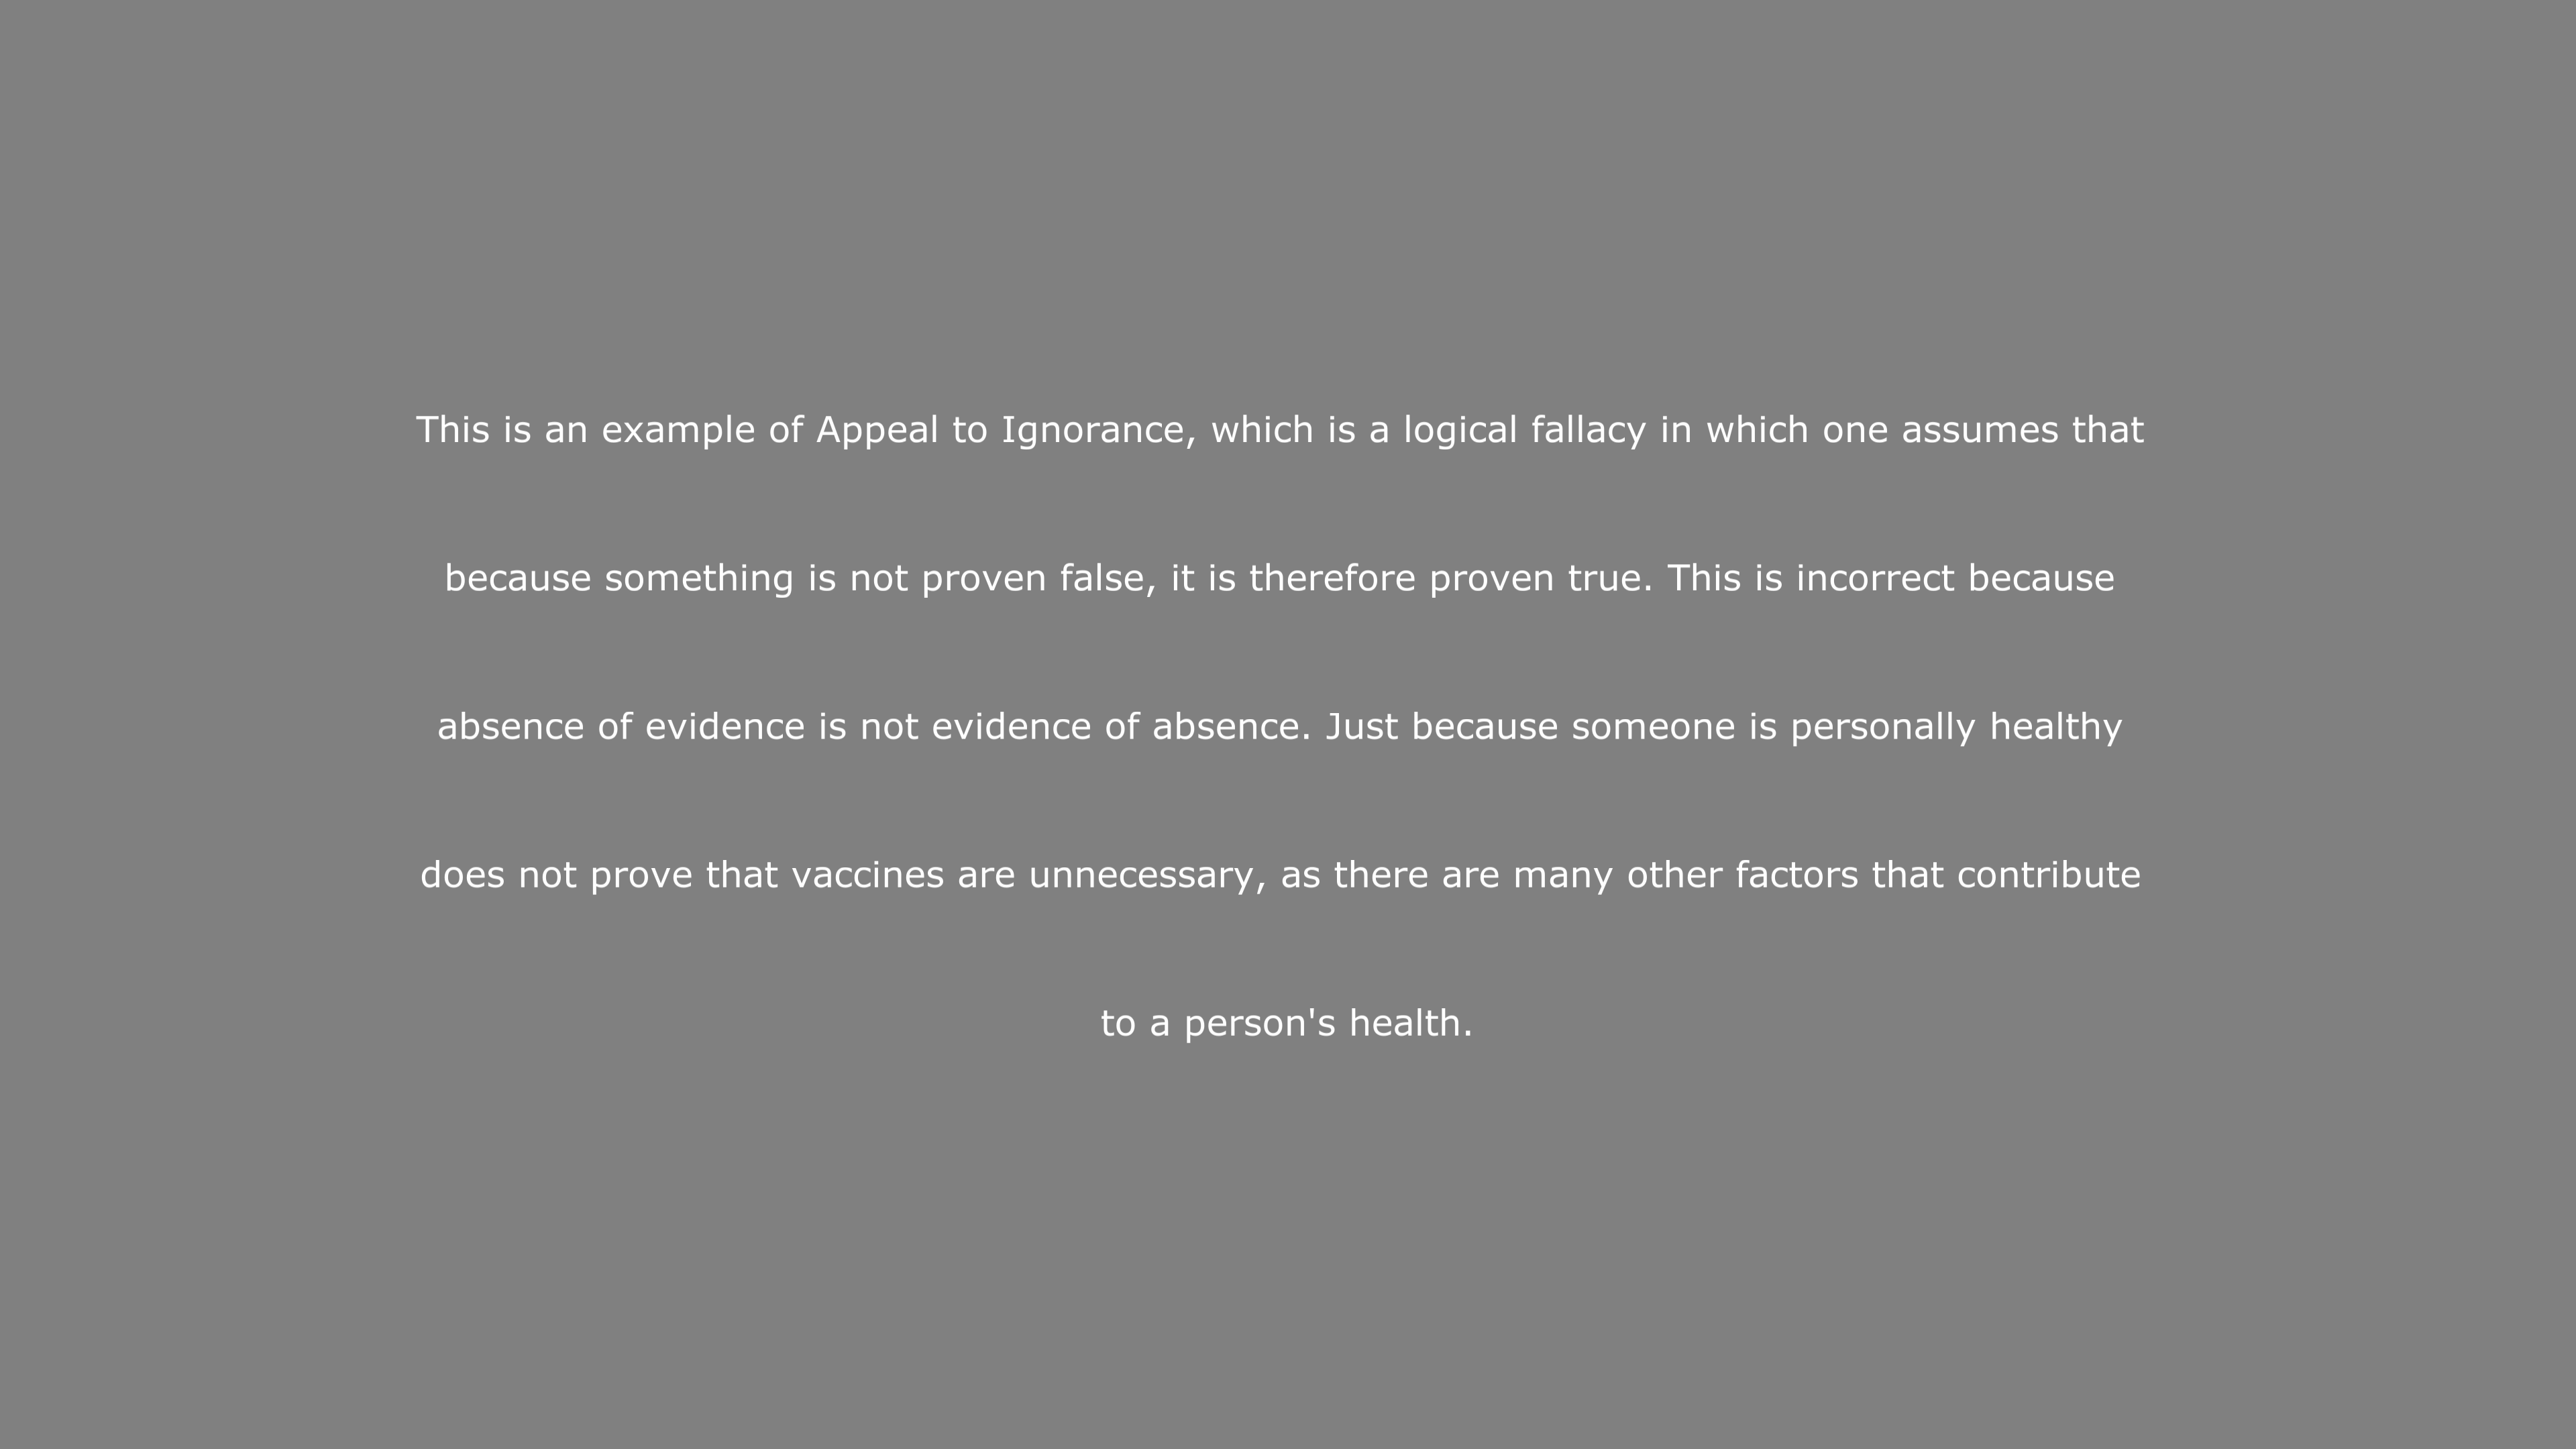 This is an example of Appeal to Ignorance, which is a logical fallacy in which one assumes that
because something is not proven false, it is therefore proven true. This is incorrect because
absence of evidence is not evidence of absence. Just because someone is personally healthy
does not prove that vaccines are unnecessary, as there are many other factors that contribute
to a person's health.